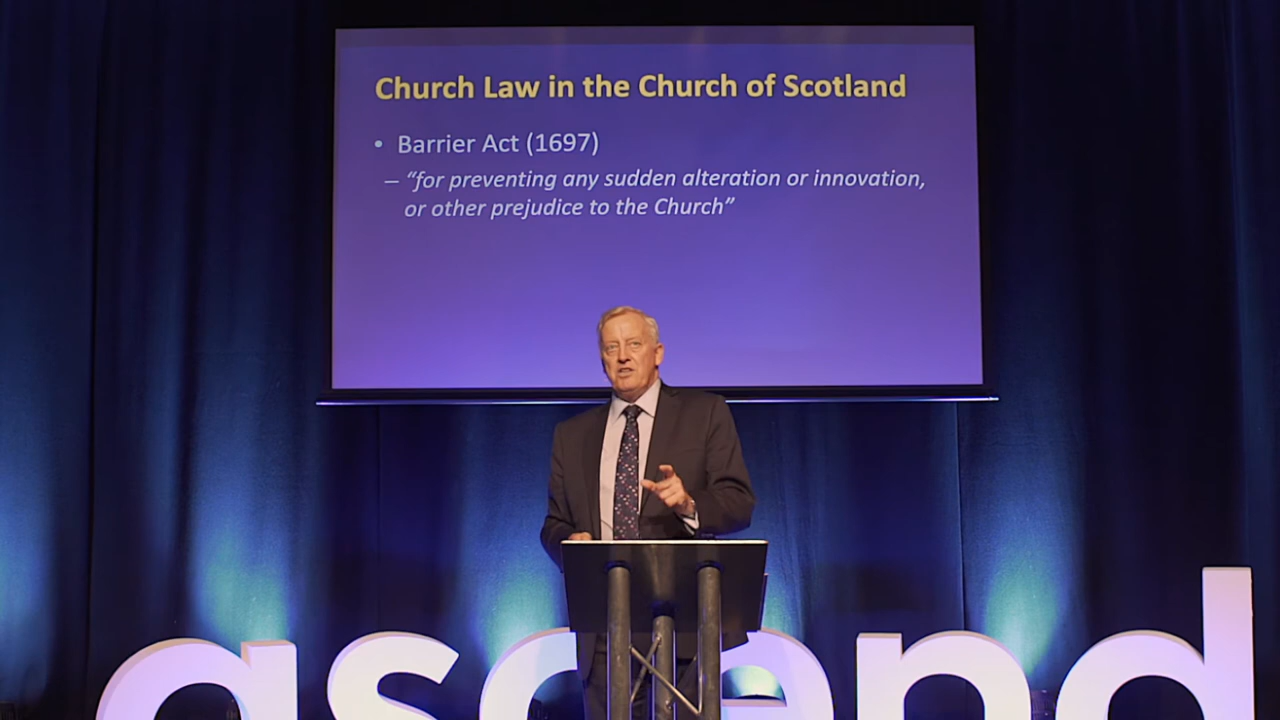 Church Law in the Church of Scotland
• Barrier Act (1697)
– “for preventing any sudden alteration or innovation,
or other prejudice to the Church”
ascend